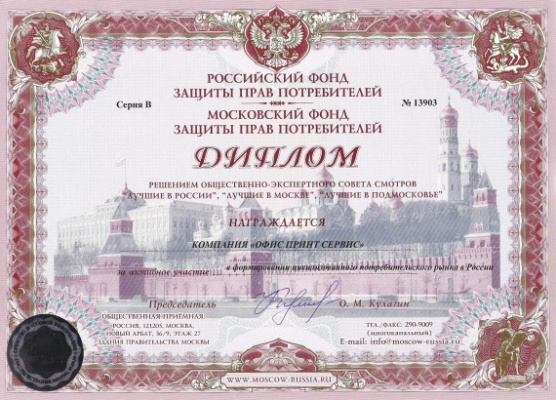 РОССИЙСКИЙ ФОНД
ЗАЩИТЫ ПРАВ ПОТРЕБИТЕЛЕЙ
Серия В
№ 13903
МОСКОВСКИЙ ФОНД
ЗАЩИТЫ ПРАВ ПОТРЕБИТЕЛЕЙ
ДИПЛОМ
РЕШЕНИЕМ ОБЩЕСТВЕННО-ЭКСПЕРТНОГО СОВЕТА СМОТРОВ
"ЛУЧШИЕ В РОССИИ", "ЛУЧШИЕ В МОСКВЕ", "ЛУЧШИЕ В ПОДМОСКОВЬЕ"
НАГРАЖДАЕТСЯ
КОМПАНИЯ «ОФИС ПРИНТ СЕРВИС»
за активное участие в формировании цивилизованного потребительского рынка в России
Председатель
О. М. Кулагин
ОБЩЕСТВЕННАЯ ПРИЕМНАЯ:
РОССИЯ, 121205, МОСКВА,
НОВЫЙ АРБАТ, 36/9, ЭТАЖ 27
ЗДАНИЯ ПРАВИТЕЛЬСТВА МОСКВЫ
ТЕЛ./ФАКС: 290-9009
(многоканальный)
E-mail: info@moscow-russia.ru
WWW.MOSCOW-RUSSIA.RU